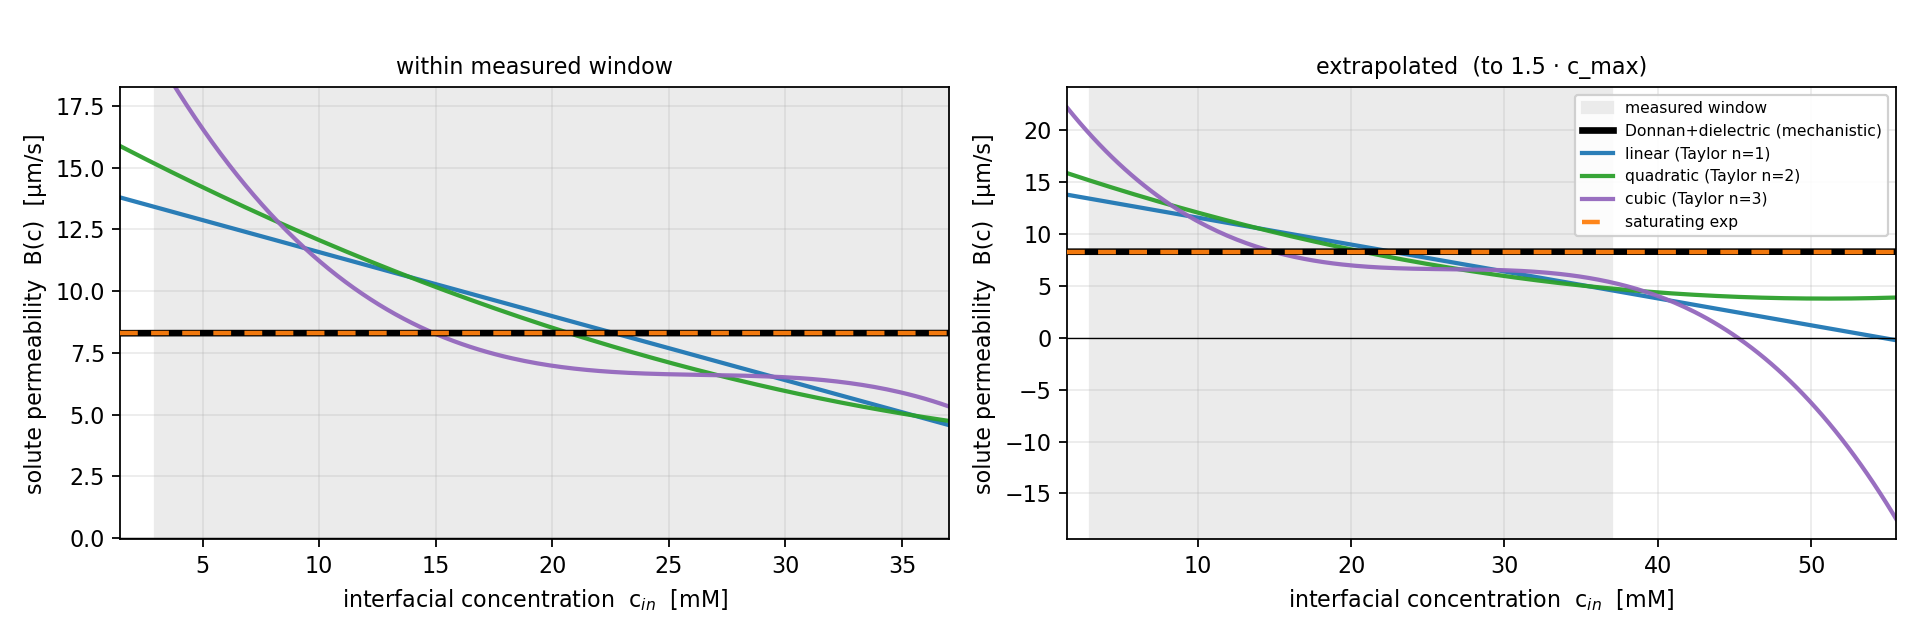 within measured window
17.5
15.0
12.5
10.0
7.5
5.0
2.5
0.0
solute permeability B(c) [μm/s]
5
10
15
20
25
30
35
interfacial concentration c_in [mM]
extrapolated (to 1.5 · c_max)
20
15
10
5
0
−5
−10
−15
solute permeability B(c) [μm/s]
measured window
Donnan+dielectric (mechanistic)
linear (Taylor n=1)
quadratic (Taylor n=2)
cubic (Taylor n=3)
saturating exp
10
20
30
40
50
interfacial concentration c_in [mM]